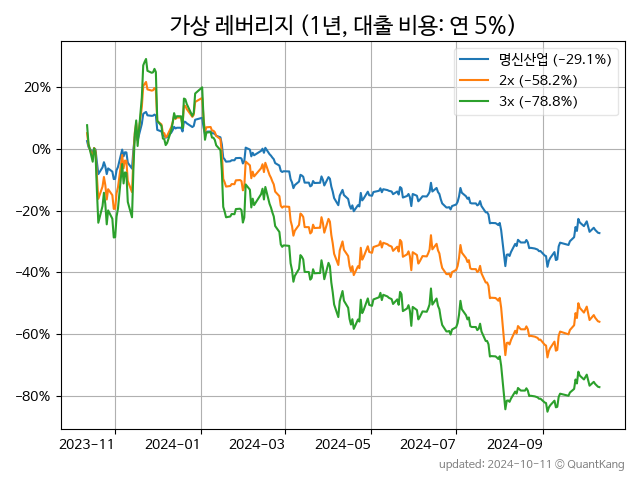 가상 레버리지 (1년, 대출 비용: 연 5%)
명신산업 (-29.1%)
2x (-58.2%)
3x (-78.8%)
20%
0%
-20%
-40%
-60%
-80%
2023-11
2024-01
2024-03
2024-05
2024-07
2024-09
updated: 2024-10-11 © QuantKang